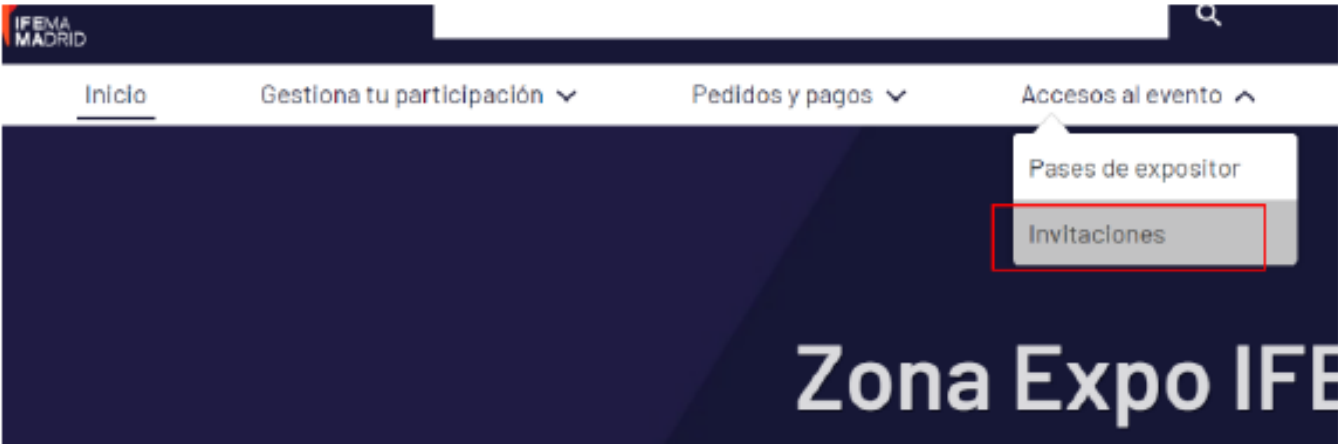 IFEMA
MADRID
Inicio Gestiona tu participación Pedidos y pagos Accesos al evento
Pases de expositor
Invitaciones
Zona Expo IFE